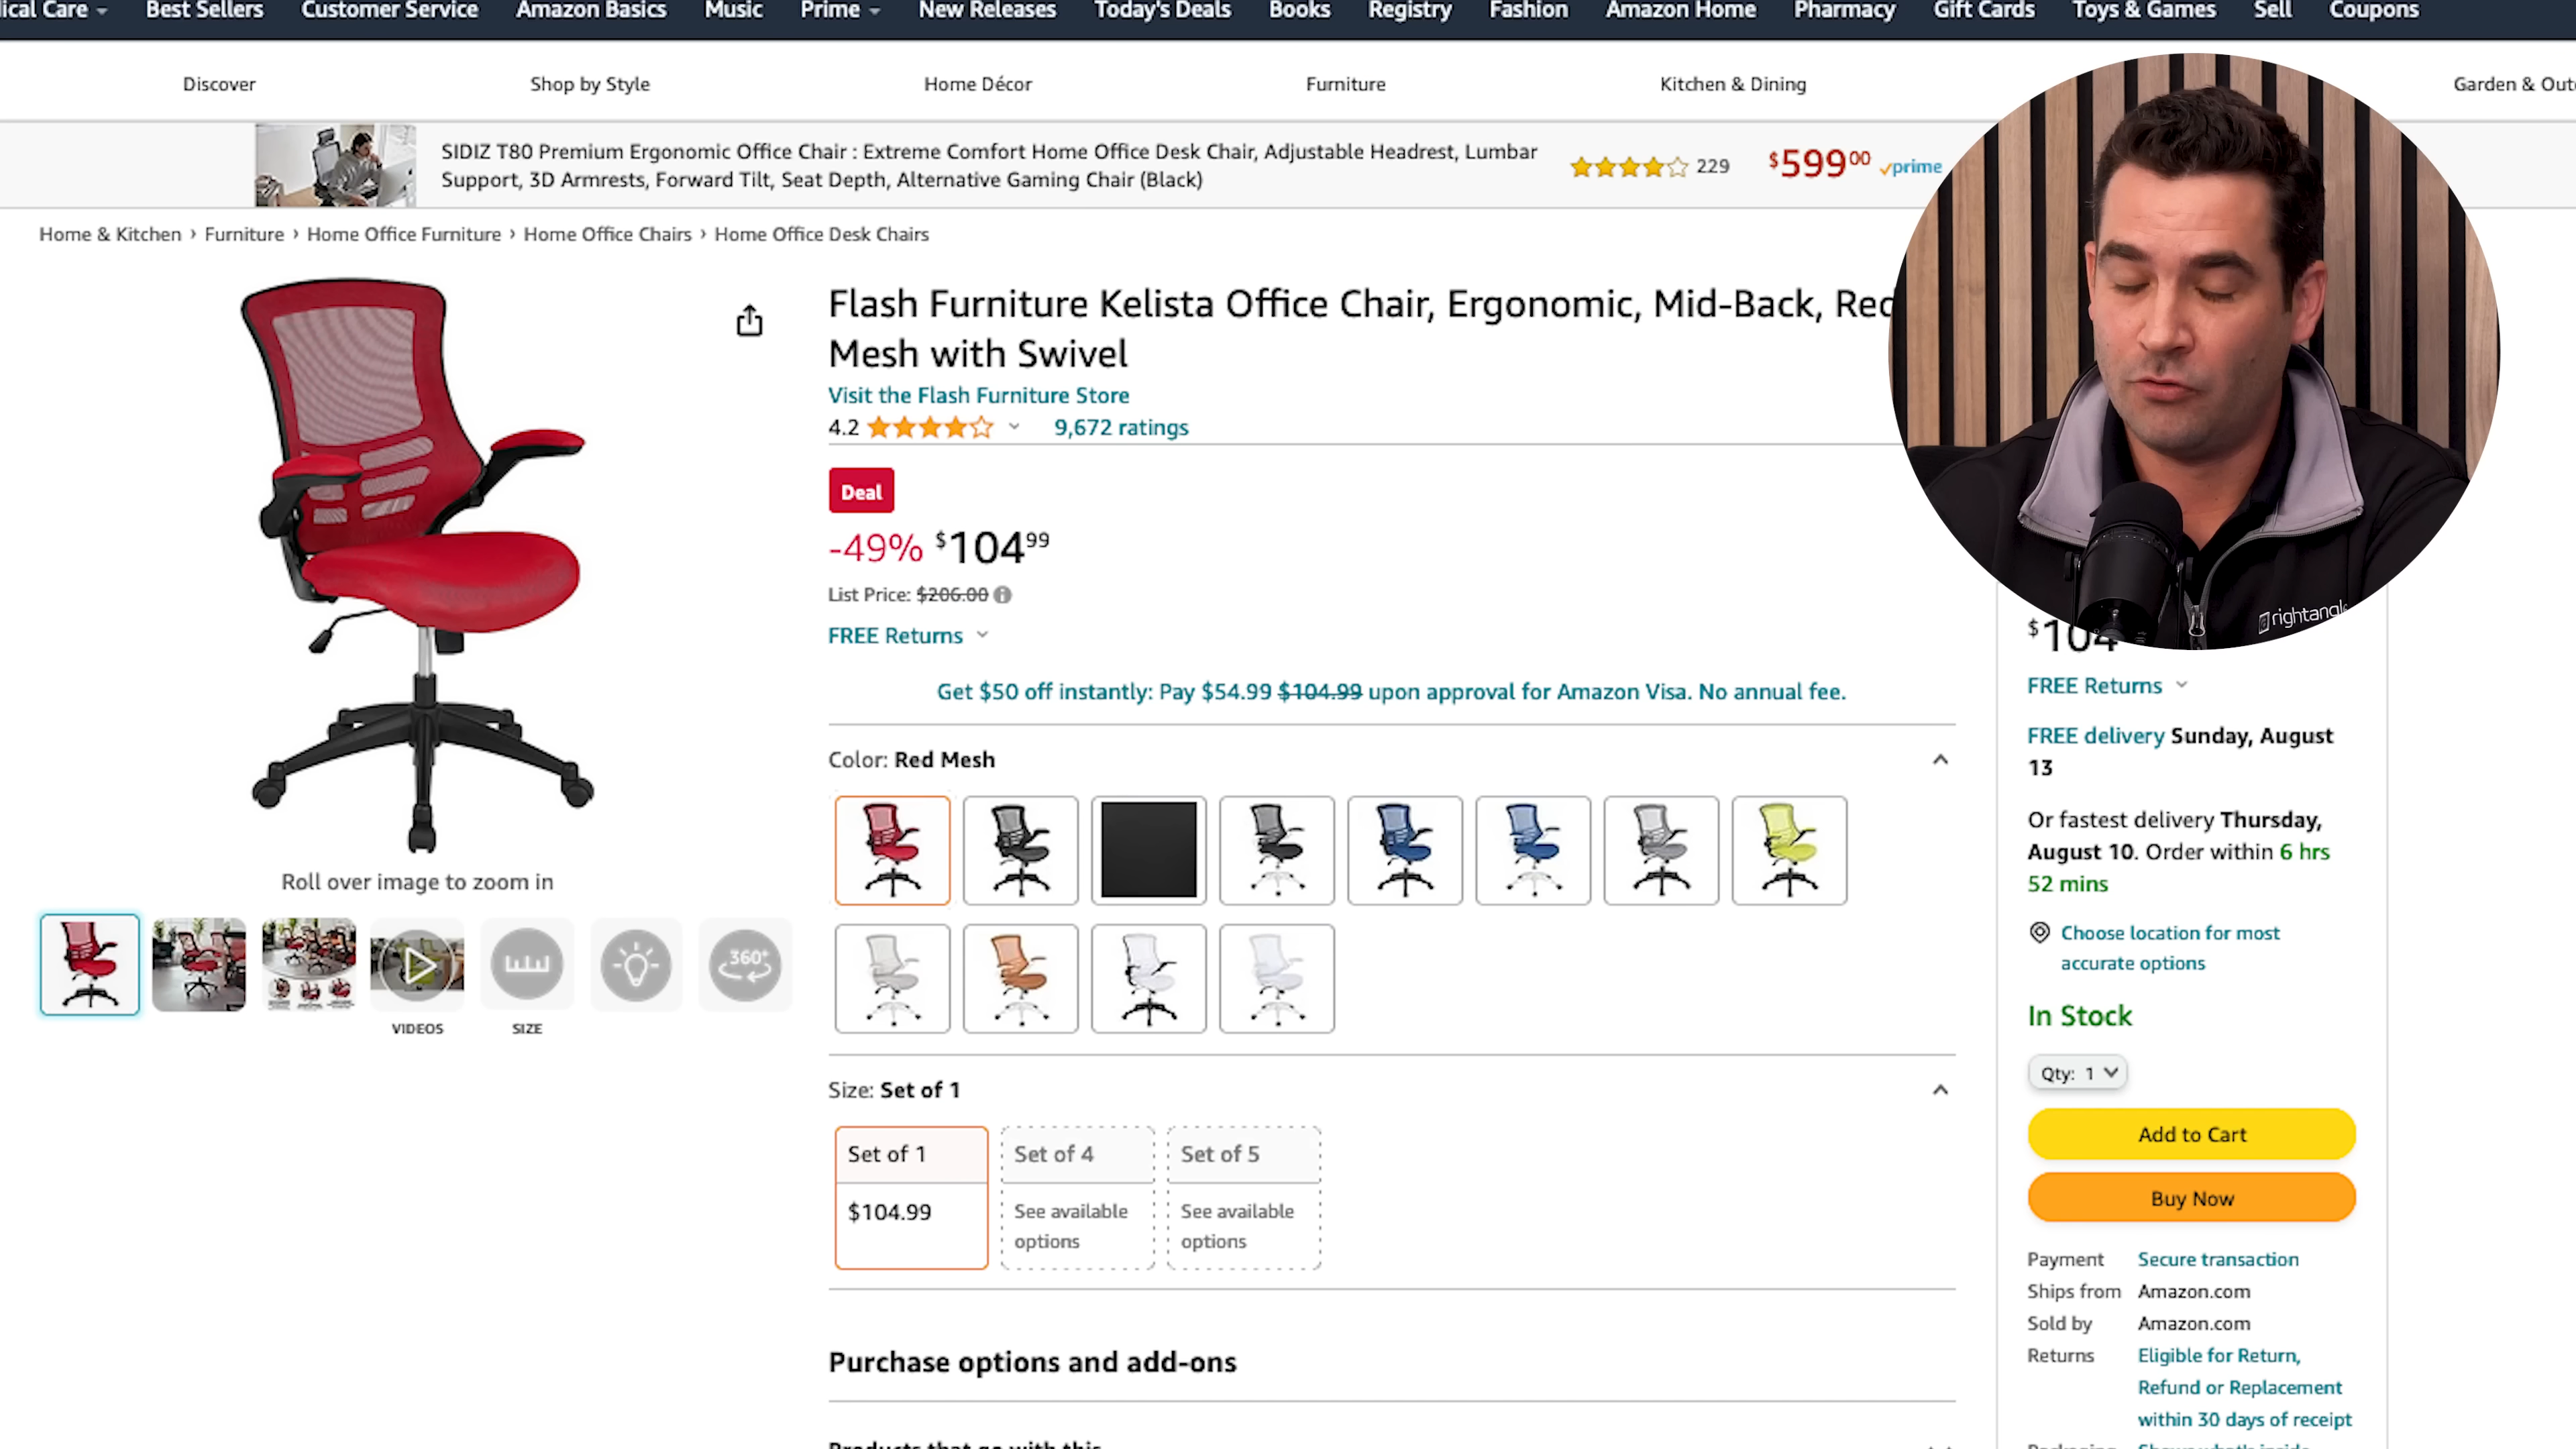 ical Care
Best Sellers
Customer Service
Amazon Basics
Music
Prime
New Releases
Today's Deals
Books
Registry
Fashion
Amazon Home
Pharmacy
Gift Cards
Toys & Games
Sell
Coupons
Discover
Shop by Style
Home Décor
Furniture
Kitchen & Dining
Garden & Out
SIDIZ T80 Premium Ergonomic Office Chair : Extreme Comfort Home Office Desk Chair, Adjustable Headrest, Lumbar
Support, 3D Armrests, Forward Tilt, Seat Depth, Alternative Gaming Chair (Black)
229
$59900
prime
Home & Kitchen › Furniture › Home Office Furniture › Home Office Chairs › Home Office Desk Chairs
Flash Furniture Kelista Office Chair, Ergonomic, Mid-Back, Red
Mesh with Swivel
Visit the Flash Furniture Store
4.2
9,672 ratings
Deal
-49% $10499
List Price: $206.00
FREE Returns
Get $50 off instantly: Pay $54.99 $104.99 upon approval for Amazon Visa. No annual fee.
Color: Red Mesh
Roll over image to zoom in
360°
VIDEOS
SIZE
Size: Set of 1
Set of 1
$104.99
Set of 4
See available
options
Set of 5
See available
options
Purchase options and add-ons
Products that go with this
rightangle
$104
FREE Returns
FREE delivery Sunday, August
13
Or fastest delivery Thursday,
August 10. Order within 6 hrs
52 mins
Choose location for most
accurate options
In Stock
Qty: 1
Add to Cart
Buy Now
Payment Secure transaction
Ships from Amazon.com
Sold by Amazon.com
Returns Eligible for Return,
Refund or Replacement
within 30 days of receipt